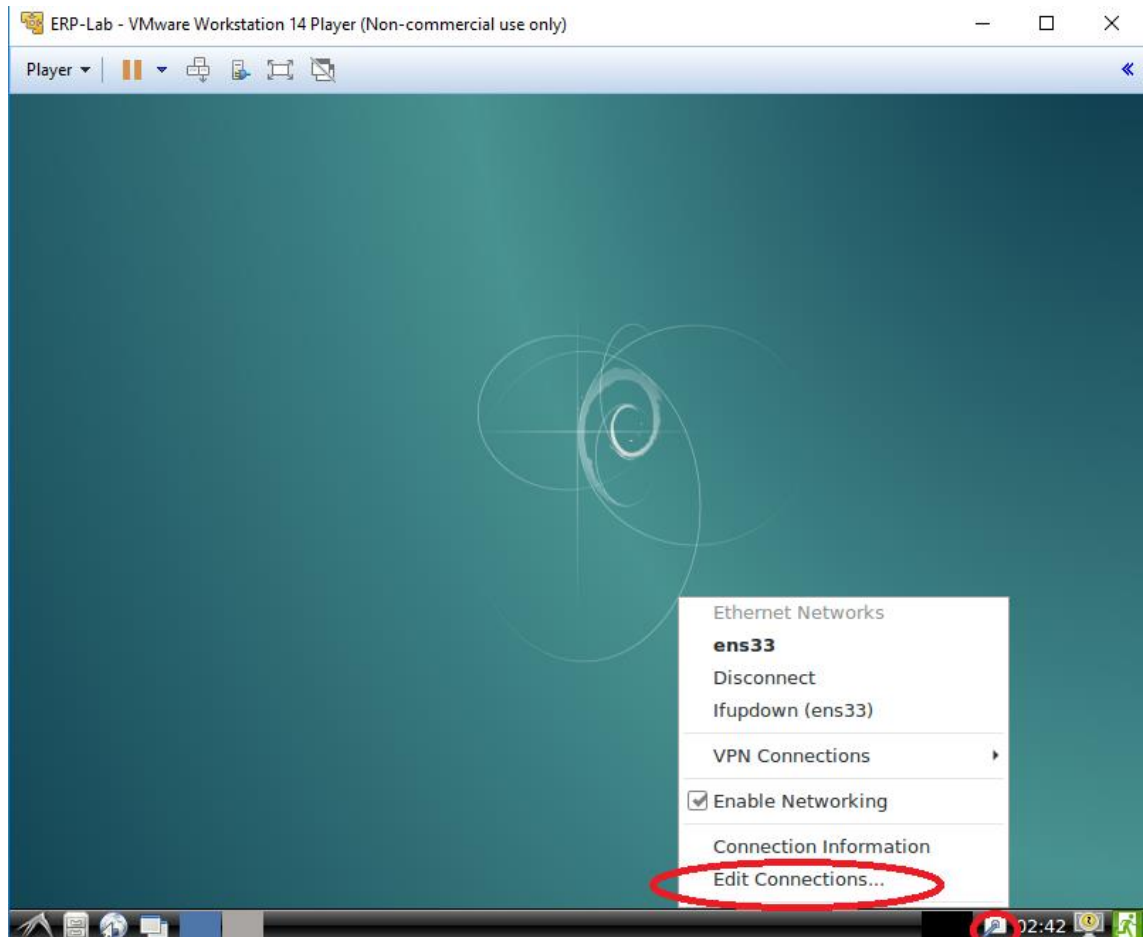 ERP-Lab - VMware Workstation 14 Player (Non-commercial use only)
Player
Ethernet Networks
ens33
Disconnect
Ifupdown (ens33)
VPN Connections
Enable Networking
Connection Information
Edit Connections...
02:42